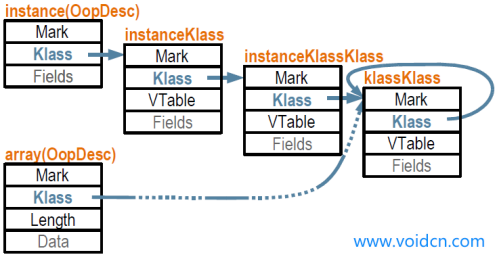 instance(OopDesc)
Mark
Klass
Fields
instanceKlass
Mark
Klass
VTable
Fields
instanceKlassKlass
Mark
Klass
VTable
Fields
klassKlass
Mark
Klass
VTable
Fields
array(OopDesc)
Mark
Klass
Length
Data
www.voidcn.com